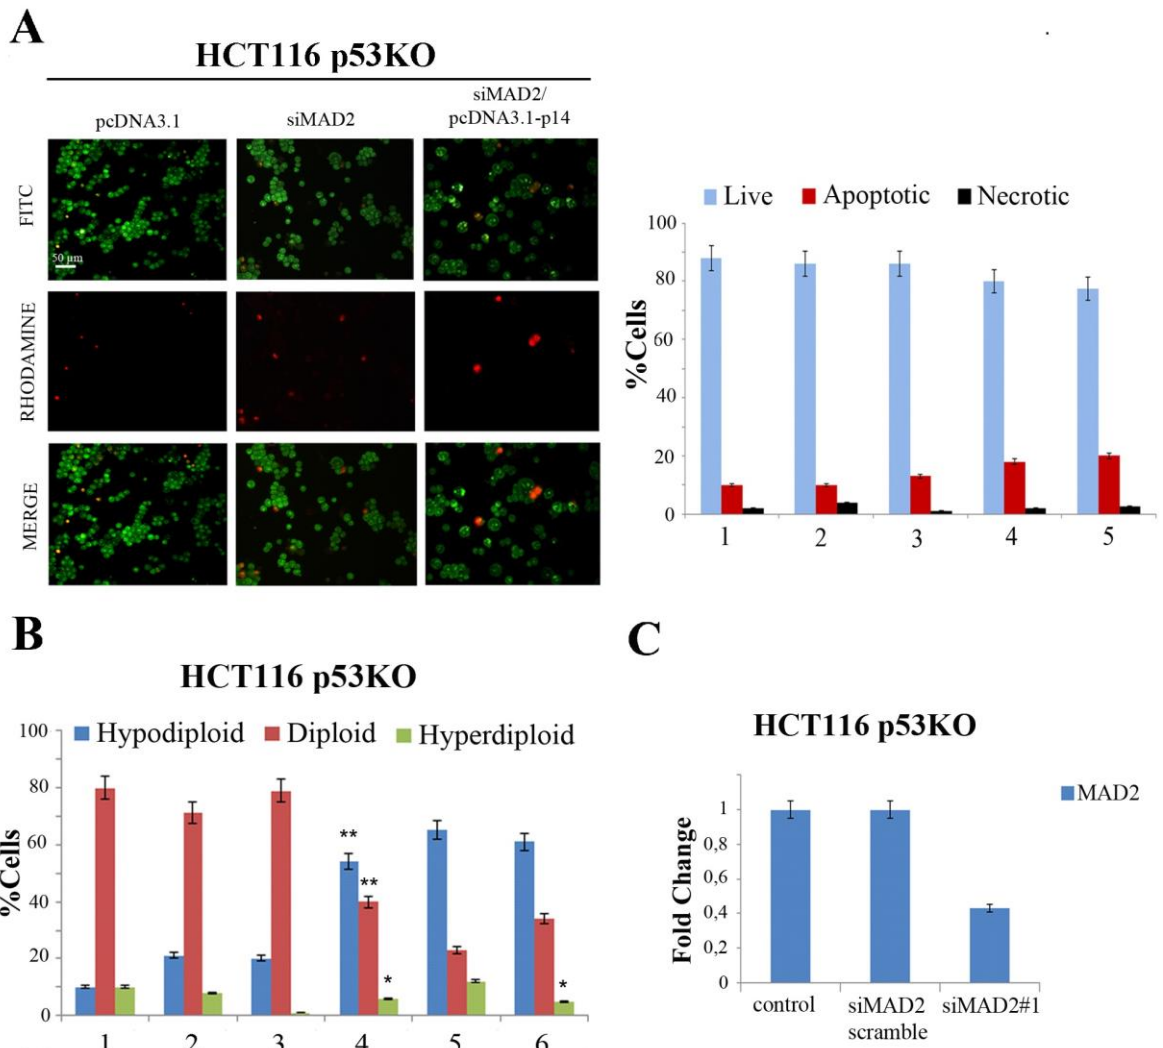 A
HCT116 p53KO
pcDNA3.1
siMAD2
siMAD2/
pcDNA3.1-p14
FITC
50 µm
RHODAMINE
MERGE
Live
Apoptotic
Necrotic
%Cells
100
80
60
40
20
0
1
2
3
4
5
B
HCT116 p53KO
Hypodiploid
Diploid
Hyperdiploid
%Cells
100
80
60
40
20
0
**
**
*
*
1
2
3
4
5
6
C
HCT116 p53KO
MAD2
Fold Change
1
0,8
0,6
0,4
0,2
0
control
siMAD2
scramble
siMAD2#1